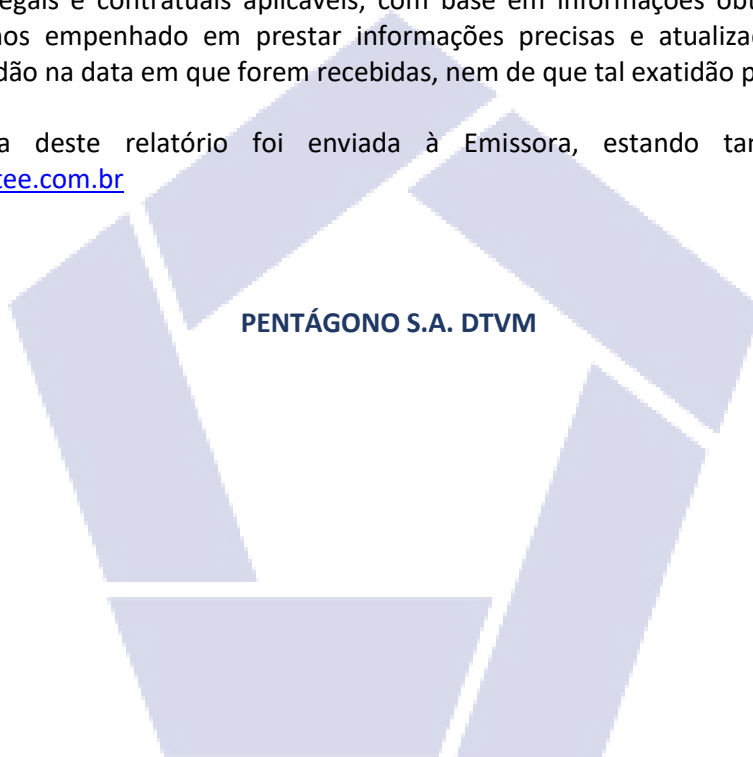 egais e contratuais aplicáveis, com base em informações obt
nos empenhado em prestar informações precisas e atualiza
dão na data em que forem recebidas, nem de que tal exatidão p
a deste relatório foi enviada à Emissora, estando tar
tee.com.br
PENTÁGONO S.A. DTVM